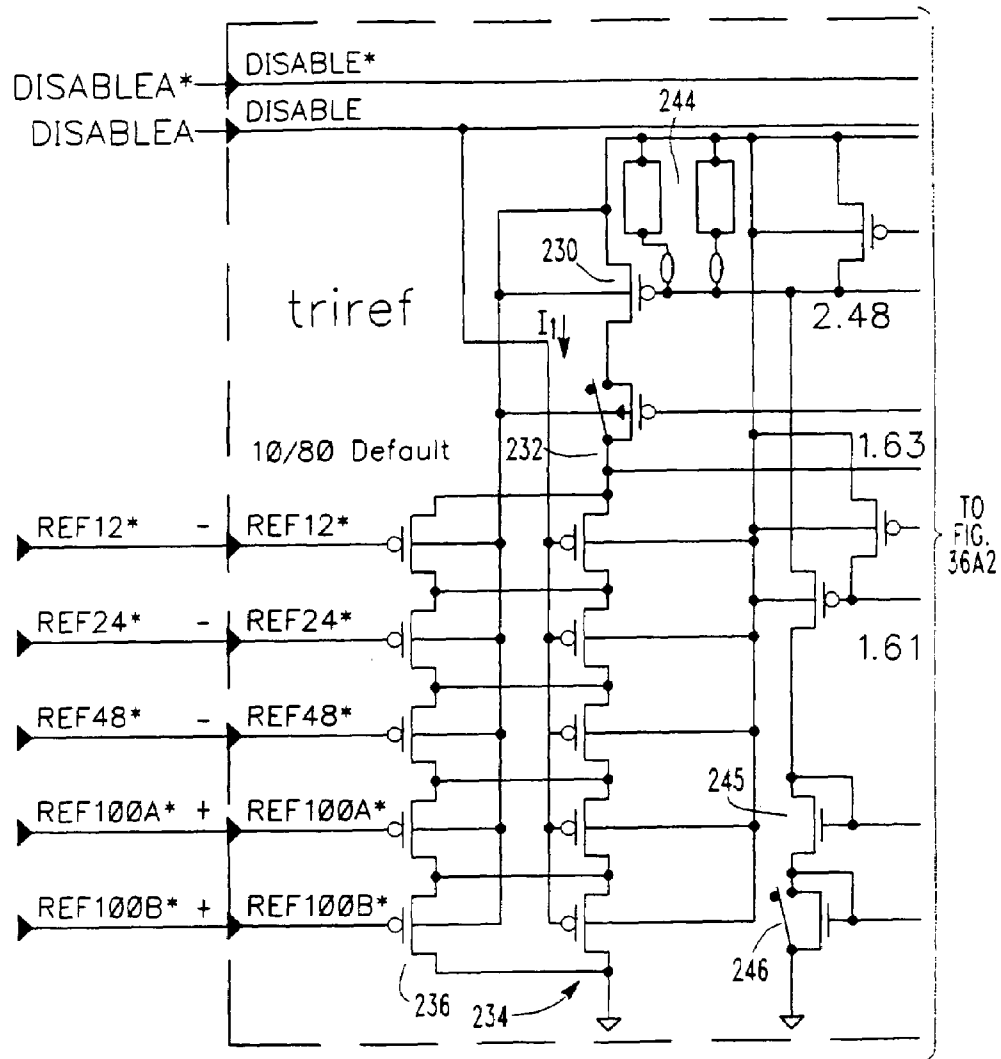 DISABLEA*
DISABLE*
DISABLEA
DISABLE
244
230
triref
2.48
I1
10/80 Default
232
1.63
TO
FIG.
36A2
REF12* -
REF12*
REF24* -
REF24*
1.61
REF48* -
REF48*
245
REF100A* +
REF100A*
REF100B* +
REF100B*
246
236
234